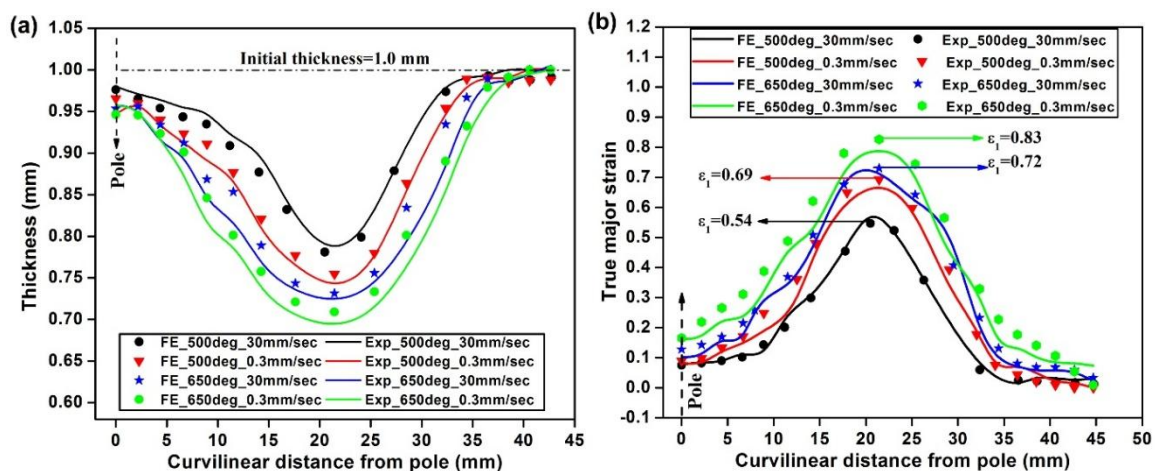 (a)
1.05
1.00
0.95
0.90
0.85
0.80
0.75
0.70
0.65
0.60
Thickness (mm)
Initial thickness=1.0 mm
Pole
FE_500deg_30mm/sec Exp_500deg_30mm/sec
FE_500deg_0.3mm/sec Exp_500deg_0.3mm/sec
FE_650deg_30mm/sec Exp_650deg_30mm/sec
FE_650deg_0.3mm/sec Exp_650deg_0.3mm/sec
0 5 10 15 20 25 30 35 40 45
Curvilinear distance from pole (mm)
(b)
1.1
1.0
0.9
0.8
0.7
0.6
0.5
0.4
0.3
0.2
0.1
0.0
-0.1
True major strain
FE_500deg_30mm/sec Exp_500deg_30mm/sec
FE_500deg_0.3mm/sec Exp_500deg_0.3mm/sec
FE_650deg_30mm/sec Exp_650deg_30mm/sec
FE_650deg_0.3mm/sec Exp_650deg_0.3mm/sec
ε1=0.83
ε1=0.72
ε1=0.69
ε1=0.54
Pole
0 5 10 15 20 25 30 35 40 45 50
Curvilinear distance from pole (mm)